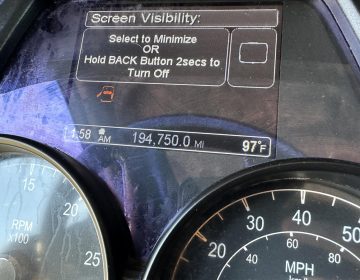 Screen Visibility:
Select to Minimize
OR
Hold BACK Button 2secs to
Turn Off
1:58 AM 194,750.0 MI 97°F
15
20
25
RPM
x100
20 30 40 50
40 60 80
km/h
MPH